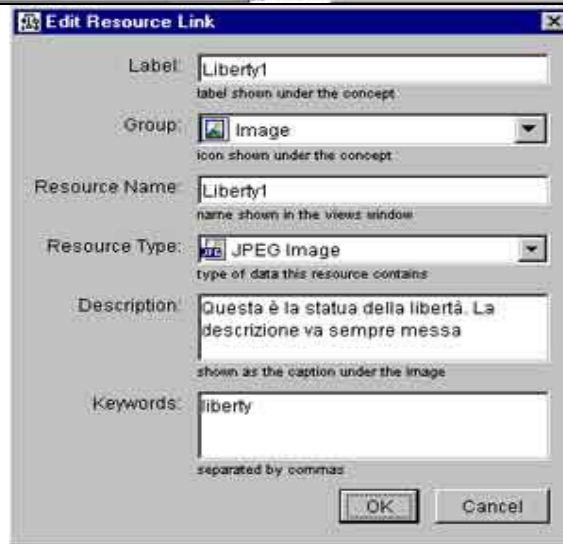 Edit Resource Link
Label: Liberty1
label shown under the concept
Group: Image
icon shown under the concept
Resource Name: Liberty1
name shown in the views window
Resource Type: JPEG Image
type of data this resource contains
Description: Questa è la statua della libertà. La
descrizione va sempre messa
shown as the caption under the image
Keywords: liberty
separated by commas
OK Cancel